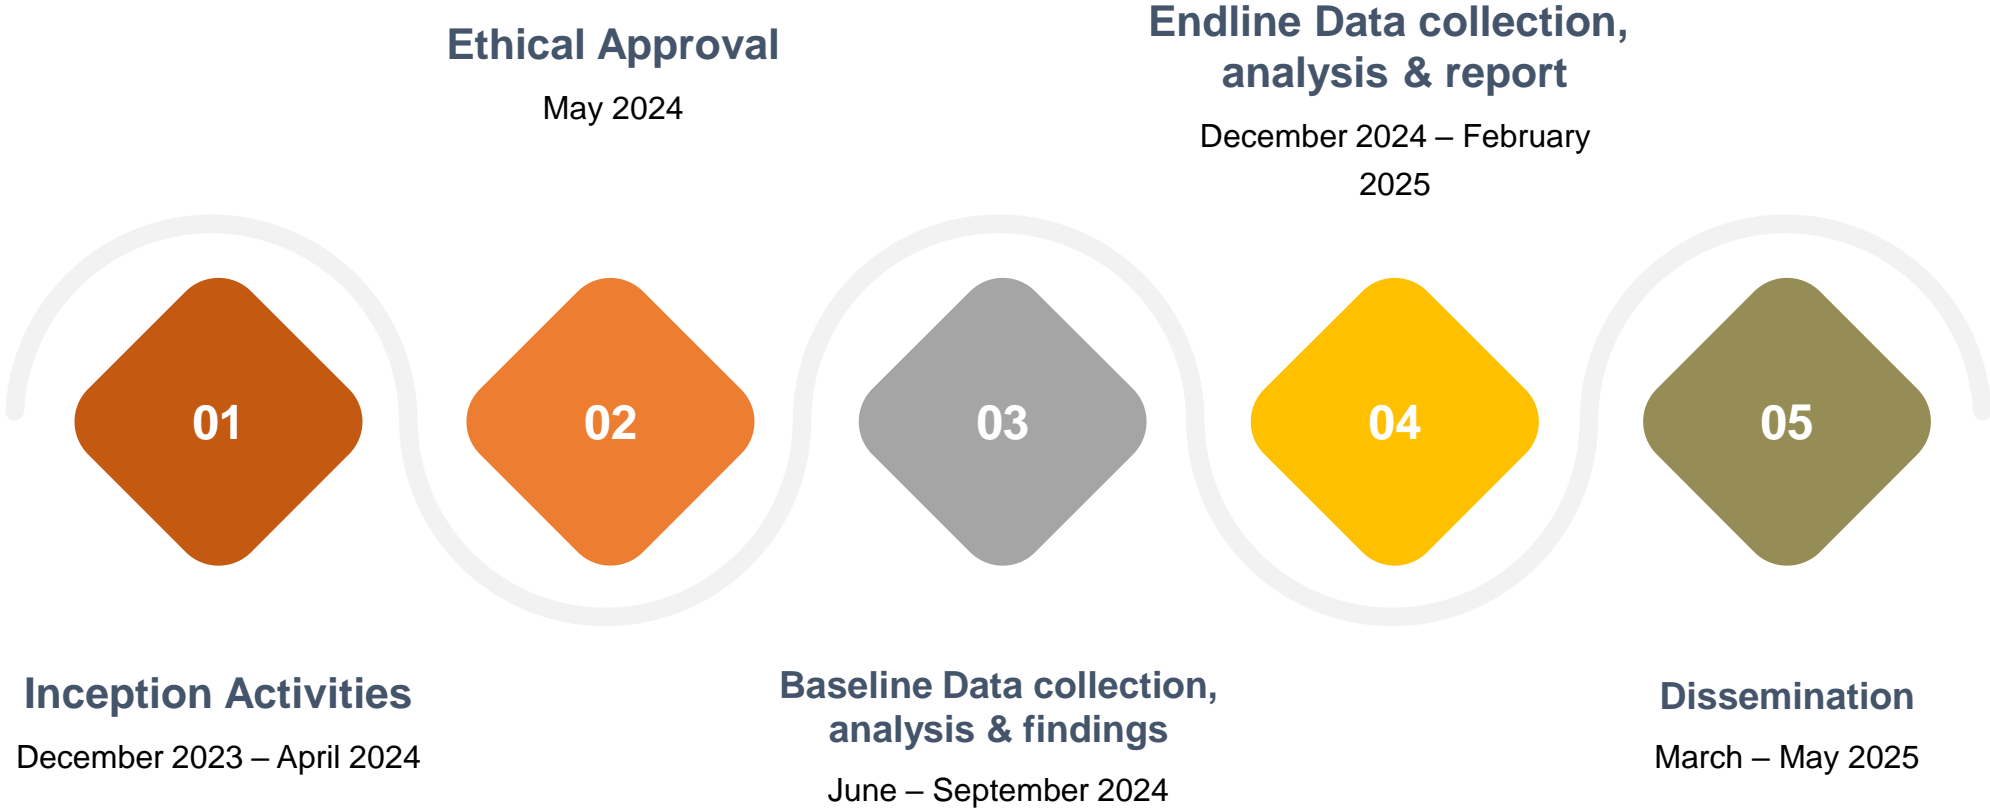 Ethical Approval
May 2024
Endline Data collection,
analysis & report
December 2024 – February
2025
01
02
03
04
05
Inception Activities
December 2023 – April 2024
Baseline Data collection,
analysis & findings
June – September 2024
Dissemination
March – May 2025